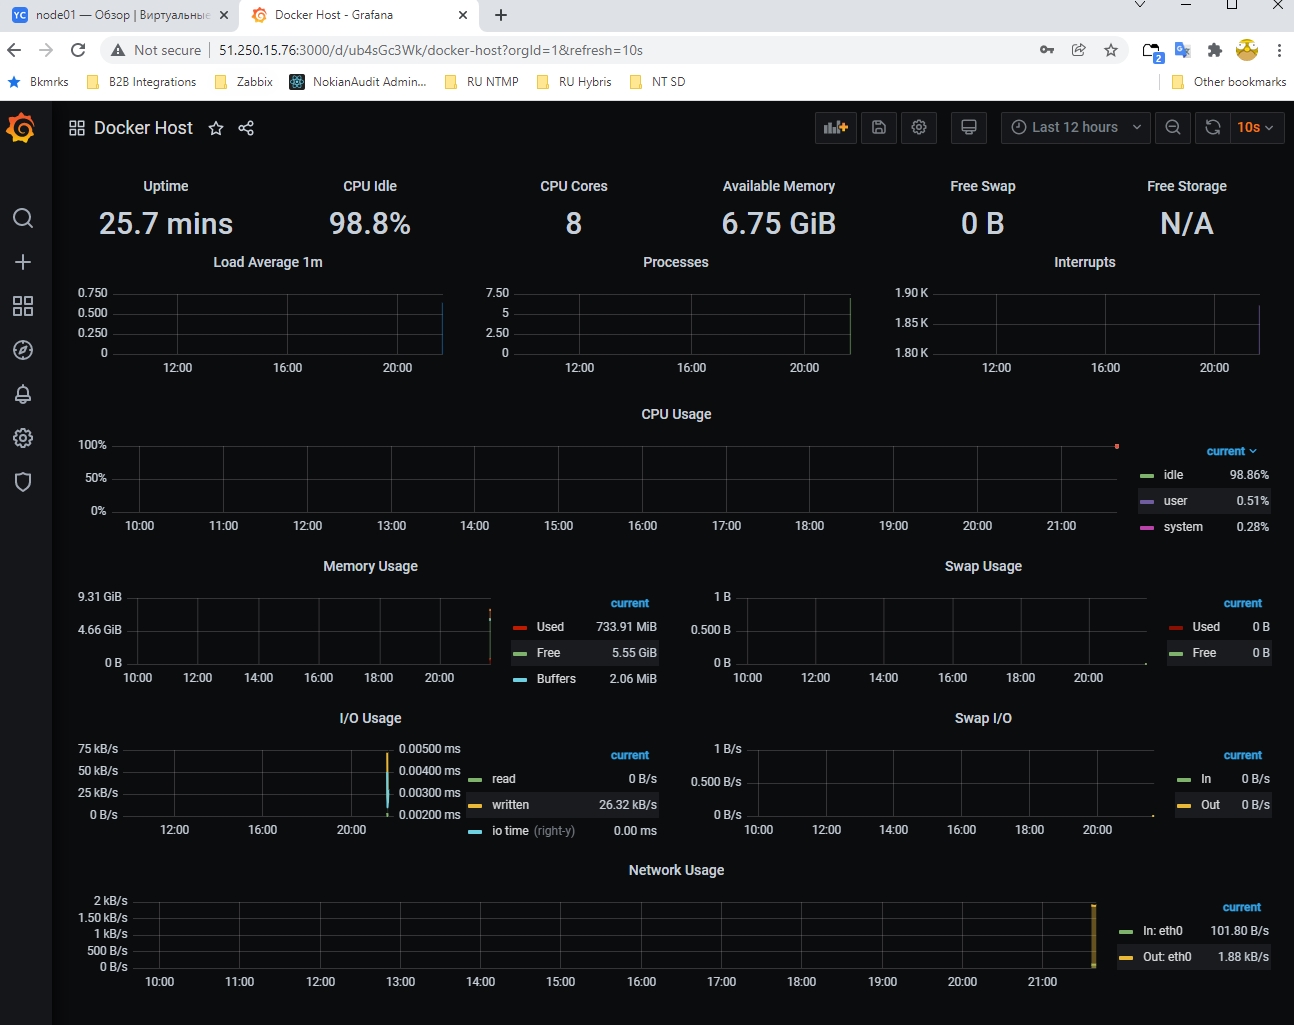 node01 — Обзор | Виртуальные
Docker Host - Grafana
Not secure | 51.250.15.76:3000/d/ub4sGc3Wk/docker-host?orgId=1&refresh=10s
2
Bkmrks B2B Integrations Zabbix NokianAudit Admin... RU NTMP RU Hybris NT SD Other bookmarks
Docker Host Last 12 hours 10s
Uptime CPU Idle CPU Cores Available Memory Free Swap Free Storage
25.7 mins 98.8% 8 6.75 GiB 0 B N/A
Load Average 1m
0.750
0.500
0.250
0
12:00 16:00 20:00
Processes
7.50
5
2.50
0
12:00 16:00 20:00
Interrupts
1.90 K
1.85 K
1.80 K
12:00 16:00 20:00
CPU Usage
100%
50%
0%
10:00 11:00 12:00 13:00 14:00 15:00 16:00 17:00 18:00 19:00 20:00 21:00
current
idle 98.86%
user 0.51%
system 0.28%
Memory Usage
9.31 GiB
4.66 GiB
0 B
10:00 12:00 14:00 16:00 18:00 20:00
current
Used 733.91 MiB
Free 5.55 GiB
Buffers 2.06 MiB
Swap Usage
1 B
0.500 B
0 B
10:00 12:00 14:00 16:00 18:00 20:00
current
Used 0 B
Free 0 B
I/O Usage
75 kB/s
50 kB/s
25 kB/s
0 B/s
0.00500 ms
0.00400 ms
0.00300 ms
0.00200 ms
12:00 16:00 20:00
current
read 0 B/s
written 26.32 kB/s
io time (right-y) 0.00 ms
Swap I/O
1 B/s
0.500 B/s
0 B/s
10:00 12:00 14:00 16:00 18:00 20:00
current
In 0 B/s
Out 0 B/s
Network Usage
2 kB/s
1.50 kB/s
1 kB/s
500 B/s
0 B/s
10:00 11:00 12:00 13:00 14:00 15:00 16:00 17:00 18:00 19:00 20:00 21:00
current
In: eth0 101.80 B/s
Out: eth0 1.88 kB/s